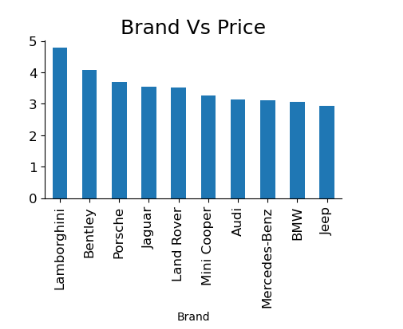 Brand Vs Price
5
4
3
2
1
0
Lamborghini
Bentley
Porsche
Jaguar
Land Rover
Mini Cooper
Audi
Mercedes-Benz
BMW
Jeep
Brand